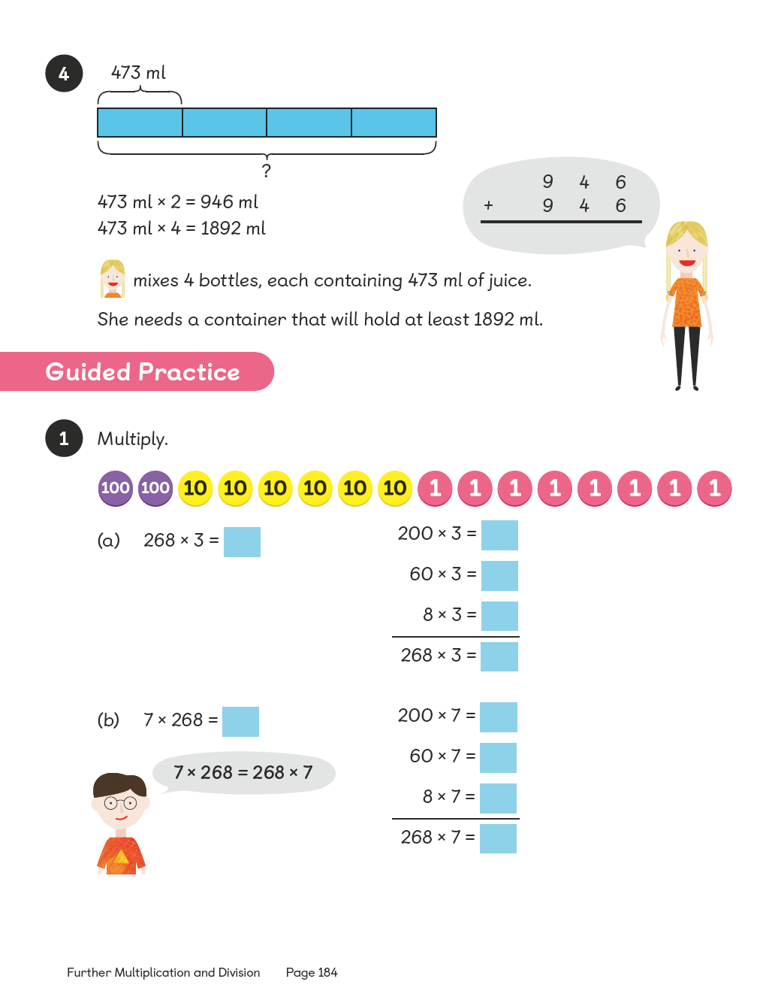 4
473 ml
?
473 ml × 2 = 946 ml
473 ml × 4 = 1892 ml
9 4 6
+ 9 4 6
mixes 4 bottles, each containing 473 ml of juice.
She needs a container that will hold at least 1892 ml.
Guided Practice
1 Multiply.
100 100 10 10 10 10 10 10 1 1 1 1 1 1 1 1
(a) 268 × 3 =
200 × 3 =
60 × 3 =
8 × 3 =
268 × 3 =
(b) 7 × 268 =
7 × 268 = 268 × 7
200 × 7 =
60 × 7 =
8 × 7 =
268 × 7 =
Further Multiplication and Division Page 184